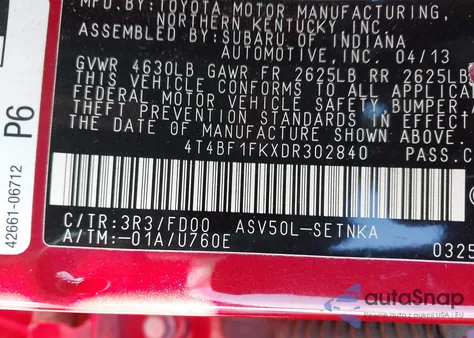 MFD. BY: TOYOTA MOTOR MANUFACTURING,
NORTHERN KENTUCKY, INC.
ASSEMBLED BY: SUBARU OF INDIANA
AUTOMOTIVE, INC. 04/13
GVWR 4630LB GAWR FR 2625LB RR 2625LB
THIS VEHICLE CONFORMS TO ALL APPLICABLE
FEDERAL MOTOR VEHICLE SAFETY, BUMPER,
THEFT PREVENTION STANDARDS IN EFFECT
THE DATE OF MANUFACTURE SHOWN ABOVE.
4T4BF1FKXDR302840 PASS.C
C/TR:3R3/FD00 ASV50L-SETNKA
A/TM:-01A/U760E
0325
P6
42661-06712
autoSnap